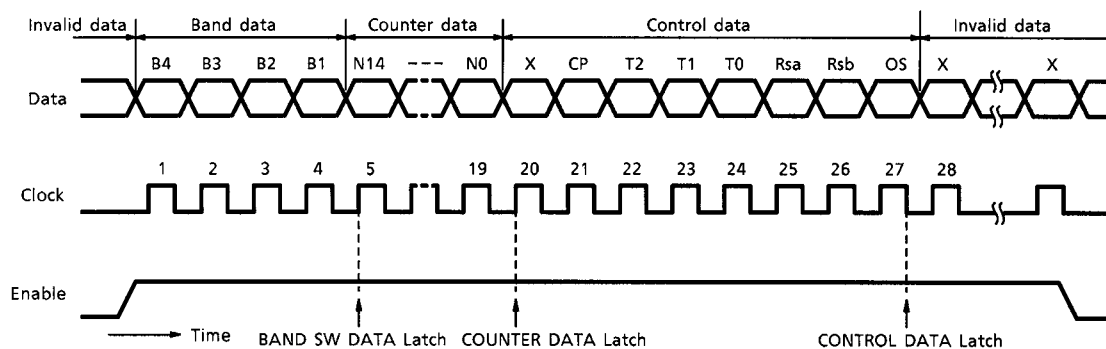 Invalid data Band data Counter data Control data Invalid data
B4 B3 B2 B1 N14 --- N0 X CP T2 T1 T0 Rsa Rsb OS X X
Data
1 2 3 4 5 19 20 21 22 23 24 25 26 27 28
Clock
Enable
Time BAND SW DATA Latch COUNTER DATA Latch CONTROL DATA Latch